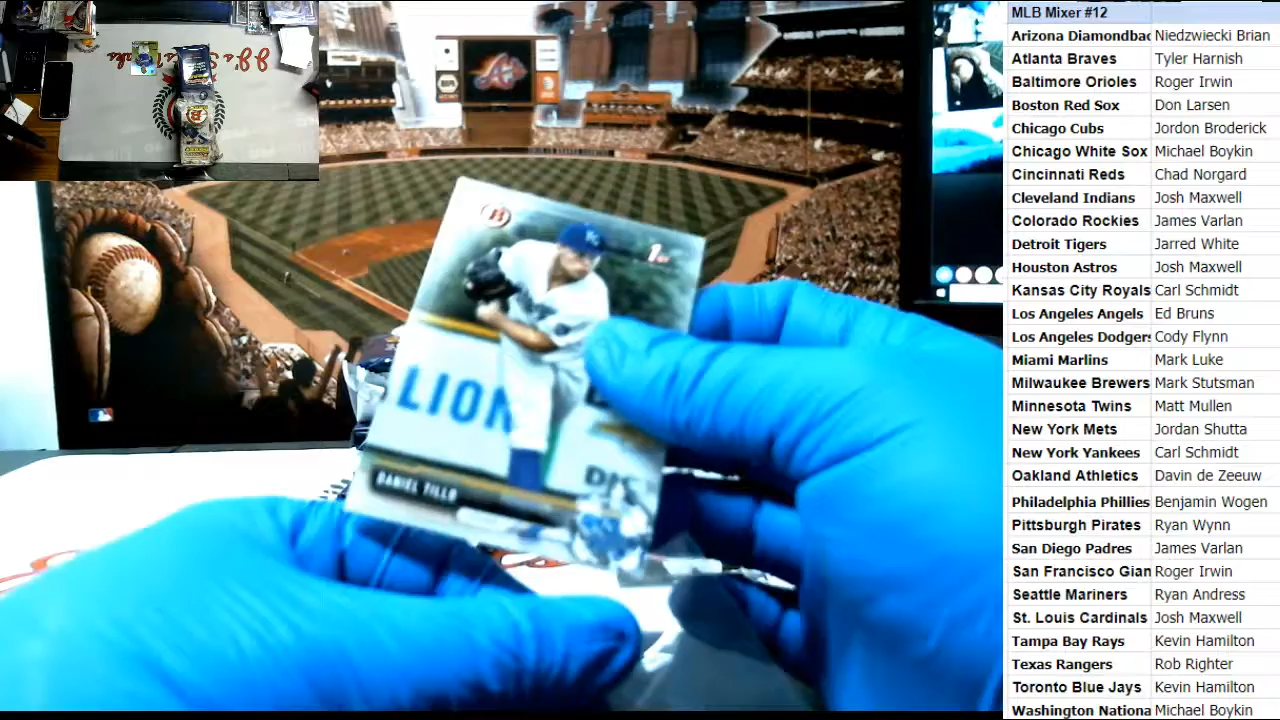 MLB Mixer #12
Arizona Diamondbac Niedzwiecki Brian
Atlanta Braves Tyler Harnish
Baltimore Orioles Roger Irwin
Boston Red Sox Don Larsen
Chicago Cubs Jordon Broderick
Chicago White Sox Michael Boykin
Cincinnati Reds Chad Norgard
Cleveland Indians Josh Maxwell
Colorado Rockies James Varlan
Detroit Tigers Jarred White
Houston Astros Josh Maxwell
Kansas City Royals Carl Schmidt
Los Angeles Angels Ed Bruns
Los Angeles Dodgers Cody Flynn
Miami Marlins Mark Luke
Milwaukee Brewers Mark Stutsman
Minnesota Twins Matt Mullen
New York Mets Jordan Shutta
New York Yankees Carl Schmidt
Oakland Athletics Davin de Zeeuw
Philadelphia Phillies Benjamin Wogen
Pittsburgh Pirates Ryan Wynn
San Diego Padres James Varlan
San Francisco Gian Roger Irwin
Seattle Mariners Ryan Andress
St. Louis Cardinals Josh Maxwell
Tampa Bay Rays Kevin Hamilton
Texas Rangers Rob Righter
Toronto Blue Jays Kevin Hamilton
Washington Nationa Michael Boykin
1st
LION
DANIEL TILLO